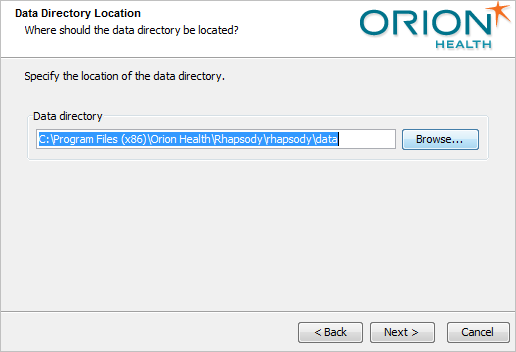 Data Directory Location
Where should the data directory be located?
ORION
HEALTH
Specify the location of the data directory.
Data directory
C:\Program Files (x86)\Orion Health\Rhapsody\rhapsody\data
Browse...
< Back
Next >
Cancel